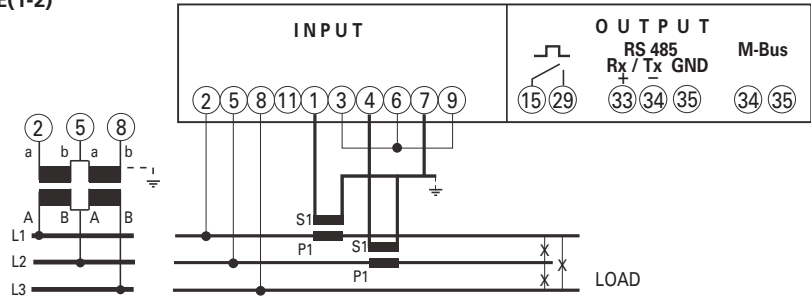 E(1-2)
INPUT
OUTPUT
RS 485
Rx / Tx GND
+ –
M-Bus
2 5 8 11 1 3 4 6 7 9
15 29 33 34 35 34 35
2 5 8
a b a b
A B A B
S1
L1
P1 S1
L2
P1
L3
LOAD